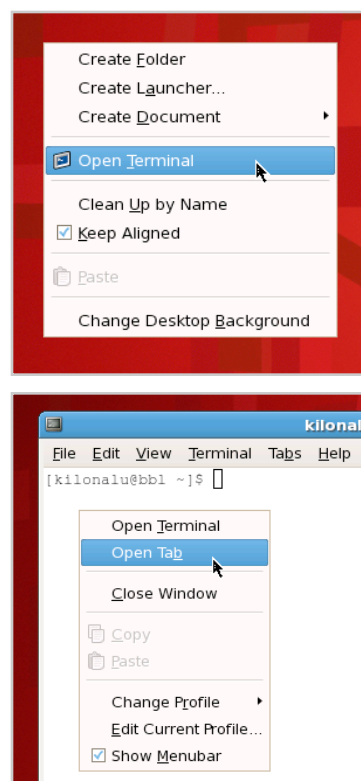 Create Folder
Create Launcher...
Create Document
Open Terminal
Clean Up by Name
Keep Aligned
Paste
Change Desktop Background
kilonal
File Edit View Terminal Tabs Help
[kilonalu@bbl ~]$
Open Terminal
Open Tab
Close Window
Copy
Paste
Change Profile
Edit Current Profile...
Show Menubar